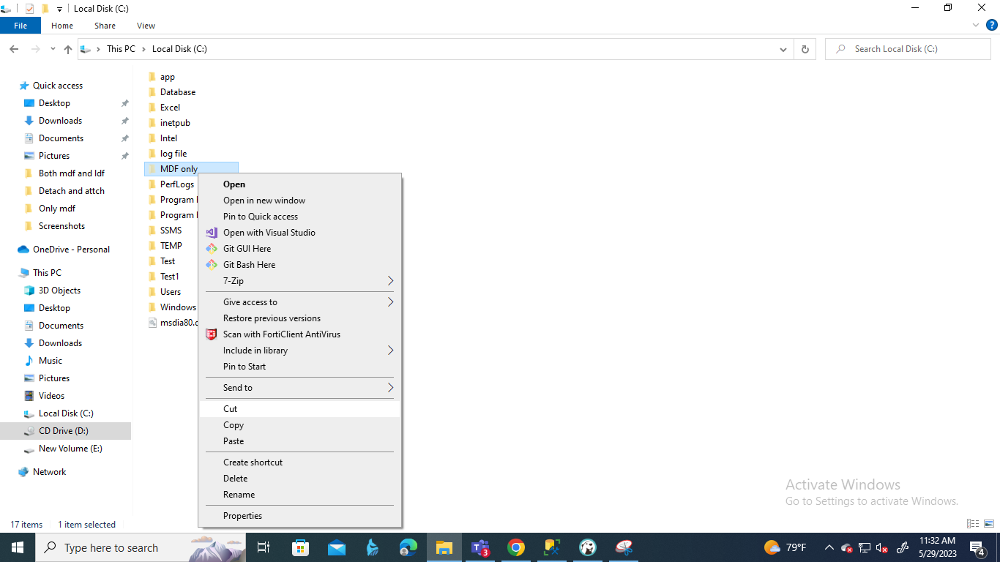 Local Disk (C:)
File Home Share View
This PC Local Disk (C:)
Search Local Disk (C:)
Quick access
Desktop
Downloads
Documents
Pictures
Both mdf and ldf
Detach and attch
Only mdf
Screenshots
OneDrive - Personal
This PC
3D Objects
Desktop
Documents
Downloads
Music
Pictures
Videos
Local Disk (C:)
CD Drive (D:)
New Volume (E:)
Network
app
Database
Excel
inetpub
Intel
log file
MDF only
PerfLogs
Program
Program
SSMS
TEMP
Test
Test1
Users
Windows
msdia80.
Open
Open in new window
Pin to Quick access
Open with Visual Studio
Git GUI Here
Git Bash Here
7-Zip
Give access to
Restore previous versions
Scan with FortiClient AntiVirus
Include in library
Pin to Start
Send to
Cut
Copy
Paste
Create shortcut
Delete
Rename
Properties
Activate Windows
Go to Settings to activate Windows.
17 items 1 item selected
Type here to search
3
79°F
11:32 AM
5/29/2023
4